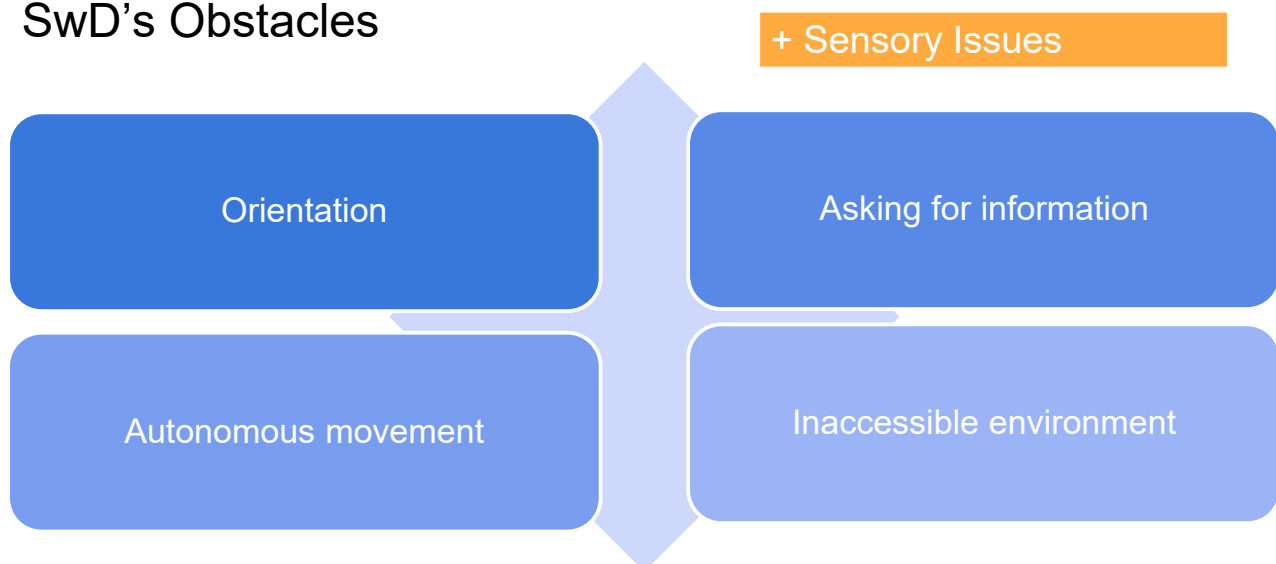 SwD's Obstacles
+ Sensory Issues
Orientation
Asking for information
Autonomous movement
Inaccessible environment